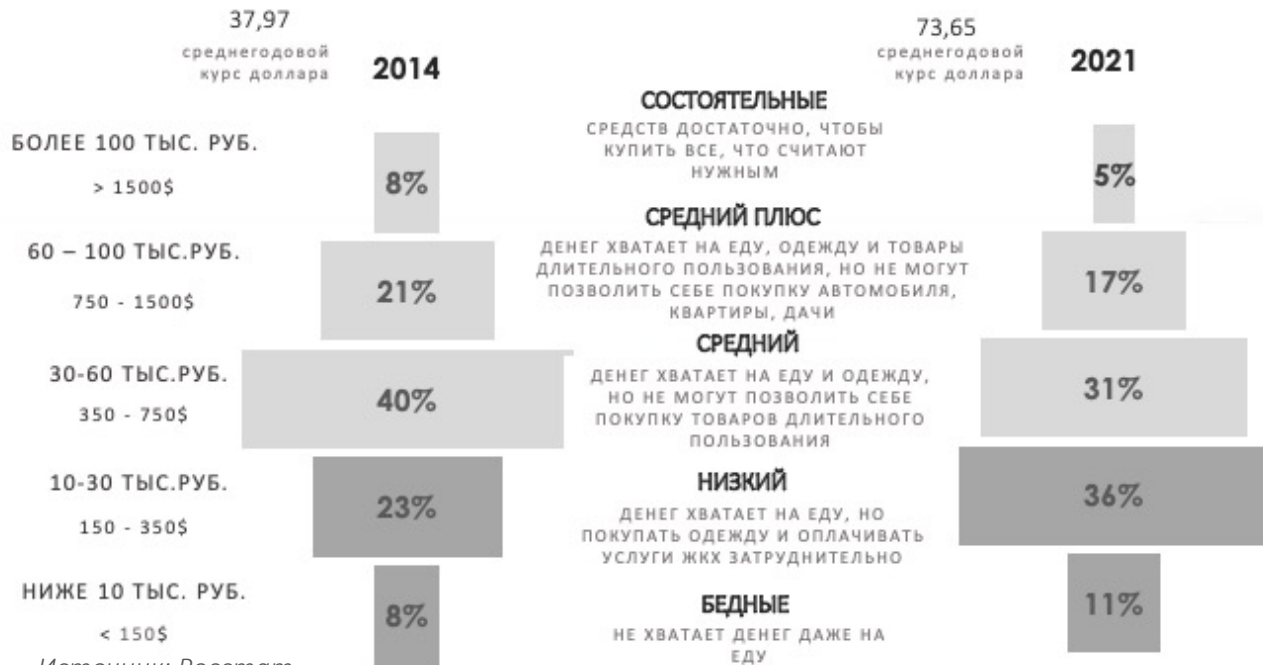 37,97
среднегодовой
курс доллара
2014
73,65
среднегодовой
курс доллара
2021
БОЛЕЕ 100 ТЫС. РУБ.
> 1500$
8%
СОСТОЯТЕЛЬНЫЕ
СРЕДСТВ ДОСТАТОЧНО, ЧТОБЫ
КУПИТЬ ВСЕ, ЧТО СЧИТАЮТ
НУЖНЫМ
5%
60 – 100 ТЫС.РУБ.
750 - 1500$
21%
СРЕДНИЙ ПЛЮС
ДЕНЕГ ХВАТАЕТ НА ЕДУ, ОДЕЖДУ И ТОВАРЫ
ДЛИТЕЛЬНОГО ПОЛЬЗОВАНИЯ, НО НЕ МОГУТ
ПОЗВОЛИТЬ СЕБЕ ПОКУПКУ АВТОМОБИЛЯ,
КВАРТИРЫ, ДАЧИ
17%
30-60 ТЫС.РУБ.
350 - 750$
40%
СРЕДНИЙ
ДЕНЕГ ХВАТАЕТ НА ЕДУ И ОДЕЖДУ,
НО НЕ МОГУТ ПОЗВОЛИТЬ СЕБЕ
ПОКУПКУ ТОВАРОВ ДЛИТЕЛЬНОГО
ПОЛЬЗОВАНИЯ
31%
10-30 ТЫС.РУБ.
150 - 350$
23%
НИЗКИЙ
ДЕНЕГ ХВАТАЕТ НА ЕДУ, НО
ПОКУПАТЬ ОДЕЖДУ И ОПЛАЧИВАТЬ
УСЛУГИ ЖКХ ЗАТРУДНИТЕЛЬНО
36%
НИЖЕ 10 ТЫС. РУБ.
< 150$
8%
БЕДНЫЕ
НЕ ХВАТАЕТ ДЕНЕГ ДАЖЕ НА
ЕДУ
11%
Источник: Росстат